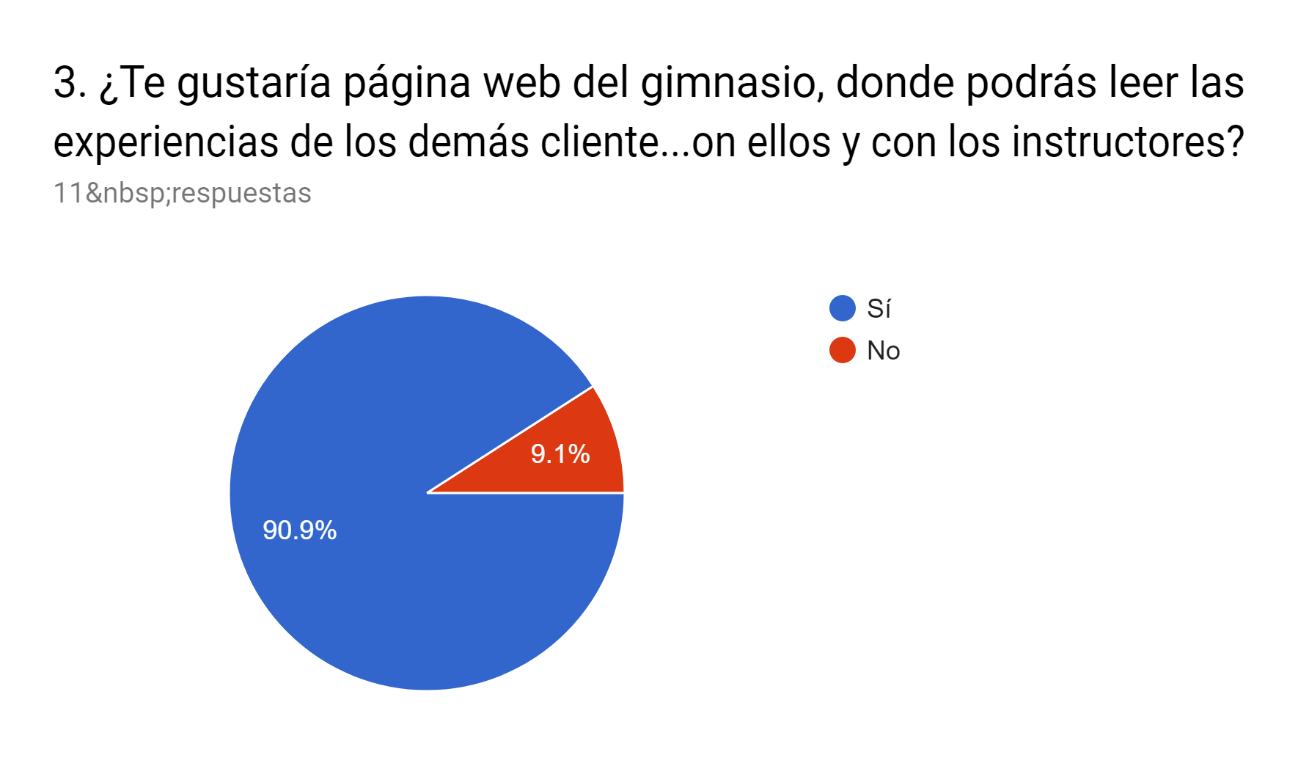 3. ¿Te gustaría página web del gimnasio, donde podrás leer las
experiencias de los demás cliente...on ellos y con los instructores?
11&nbsp;respuestas
Sí
No
9.1%
90.9%